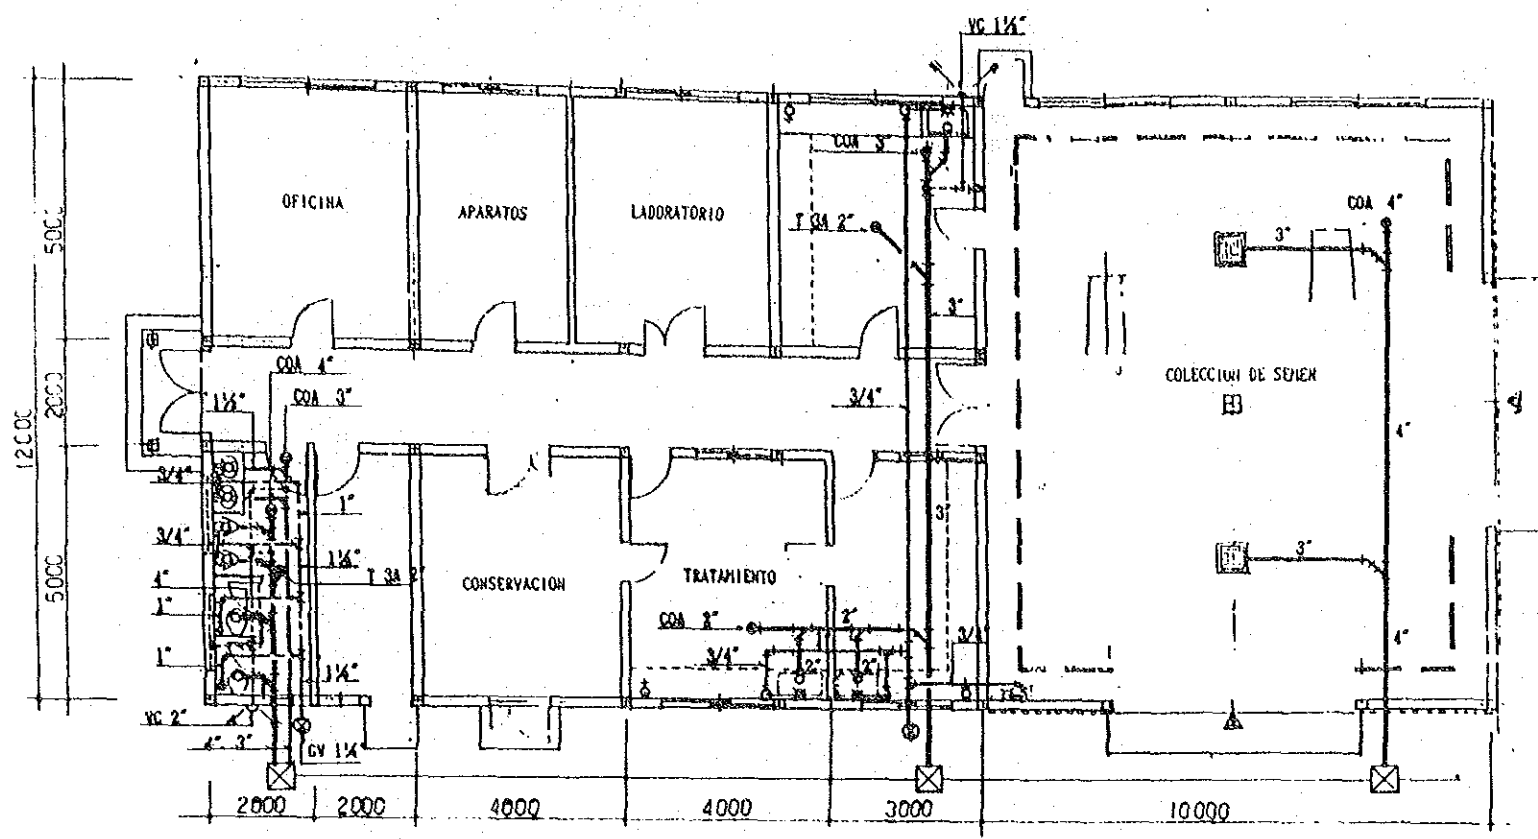 VC 1½"
COA 3"
OFICINA
APARATOS
LADORATORIO
T 3A 2"
COA 4"
3"
3"
5000
12000
2000
5000
COA 4"
COA 3"
1½"
3/4"
COLECCION DE SEMEN
4"
3/4"
1"
3"
3/4"
1¼"
T 3A 2"
4"
CONSERVACION
TRATAMIENTO
3"
1"
COA 2"
2"
3/4"
4"
1"
3/4"
2"
2"
1¼"
VC 2"
4" 3"
GV 1¼"
2000
2000
4000
4000
3000
10000